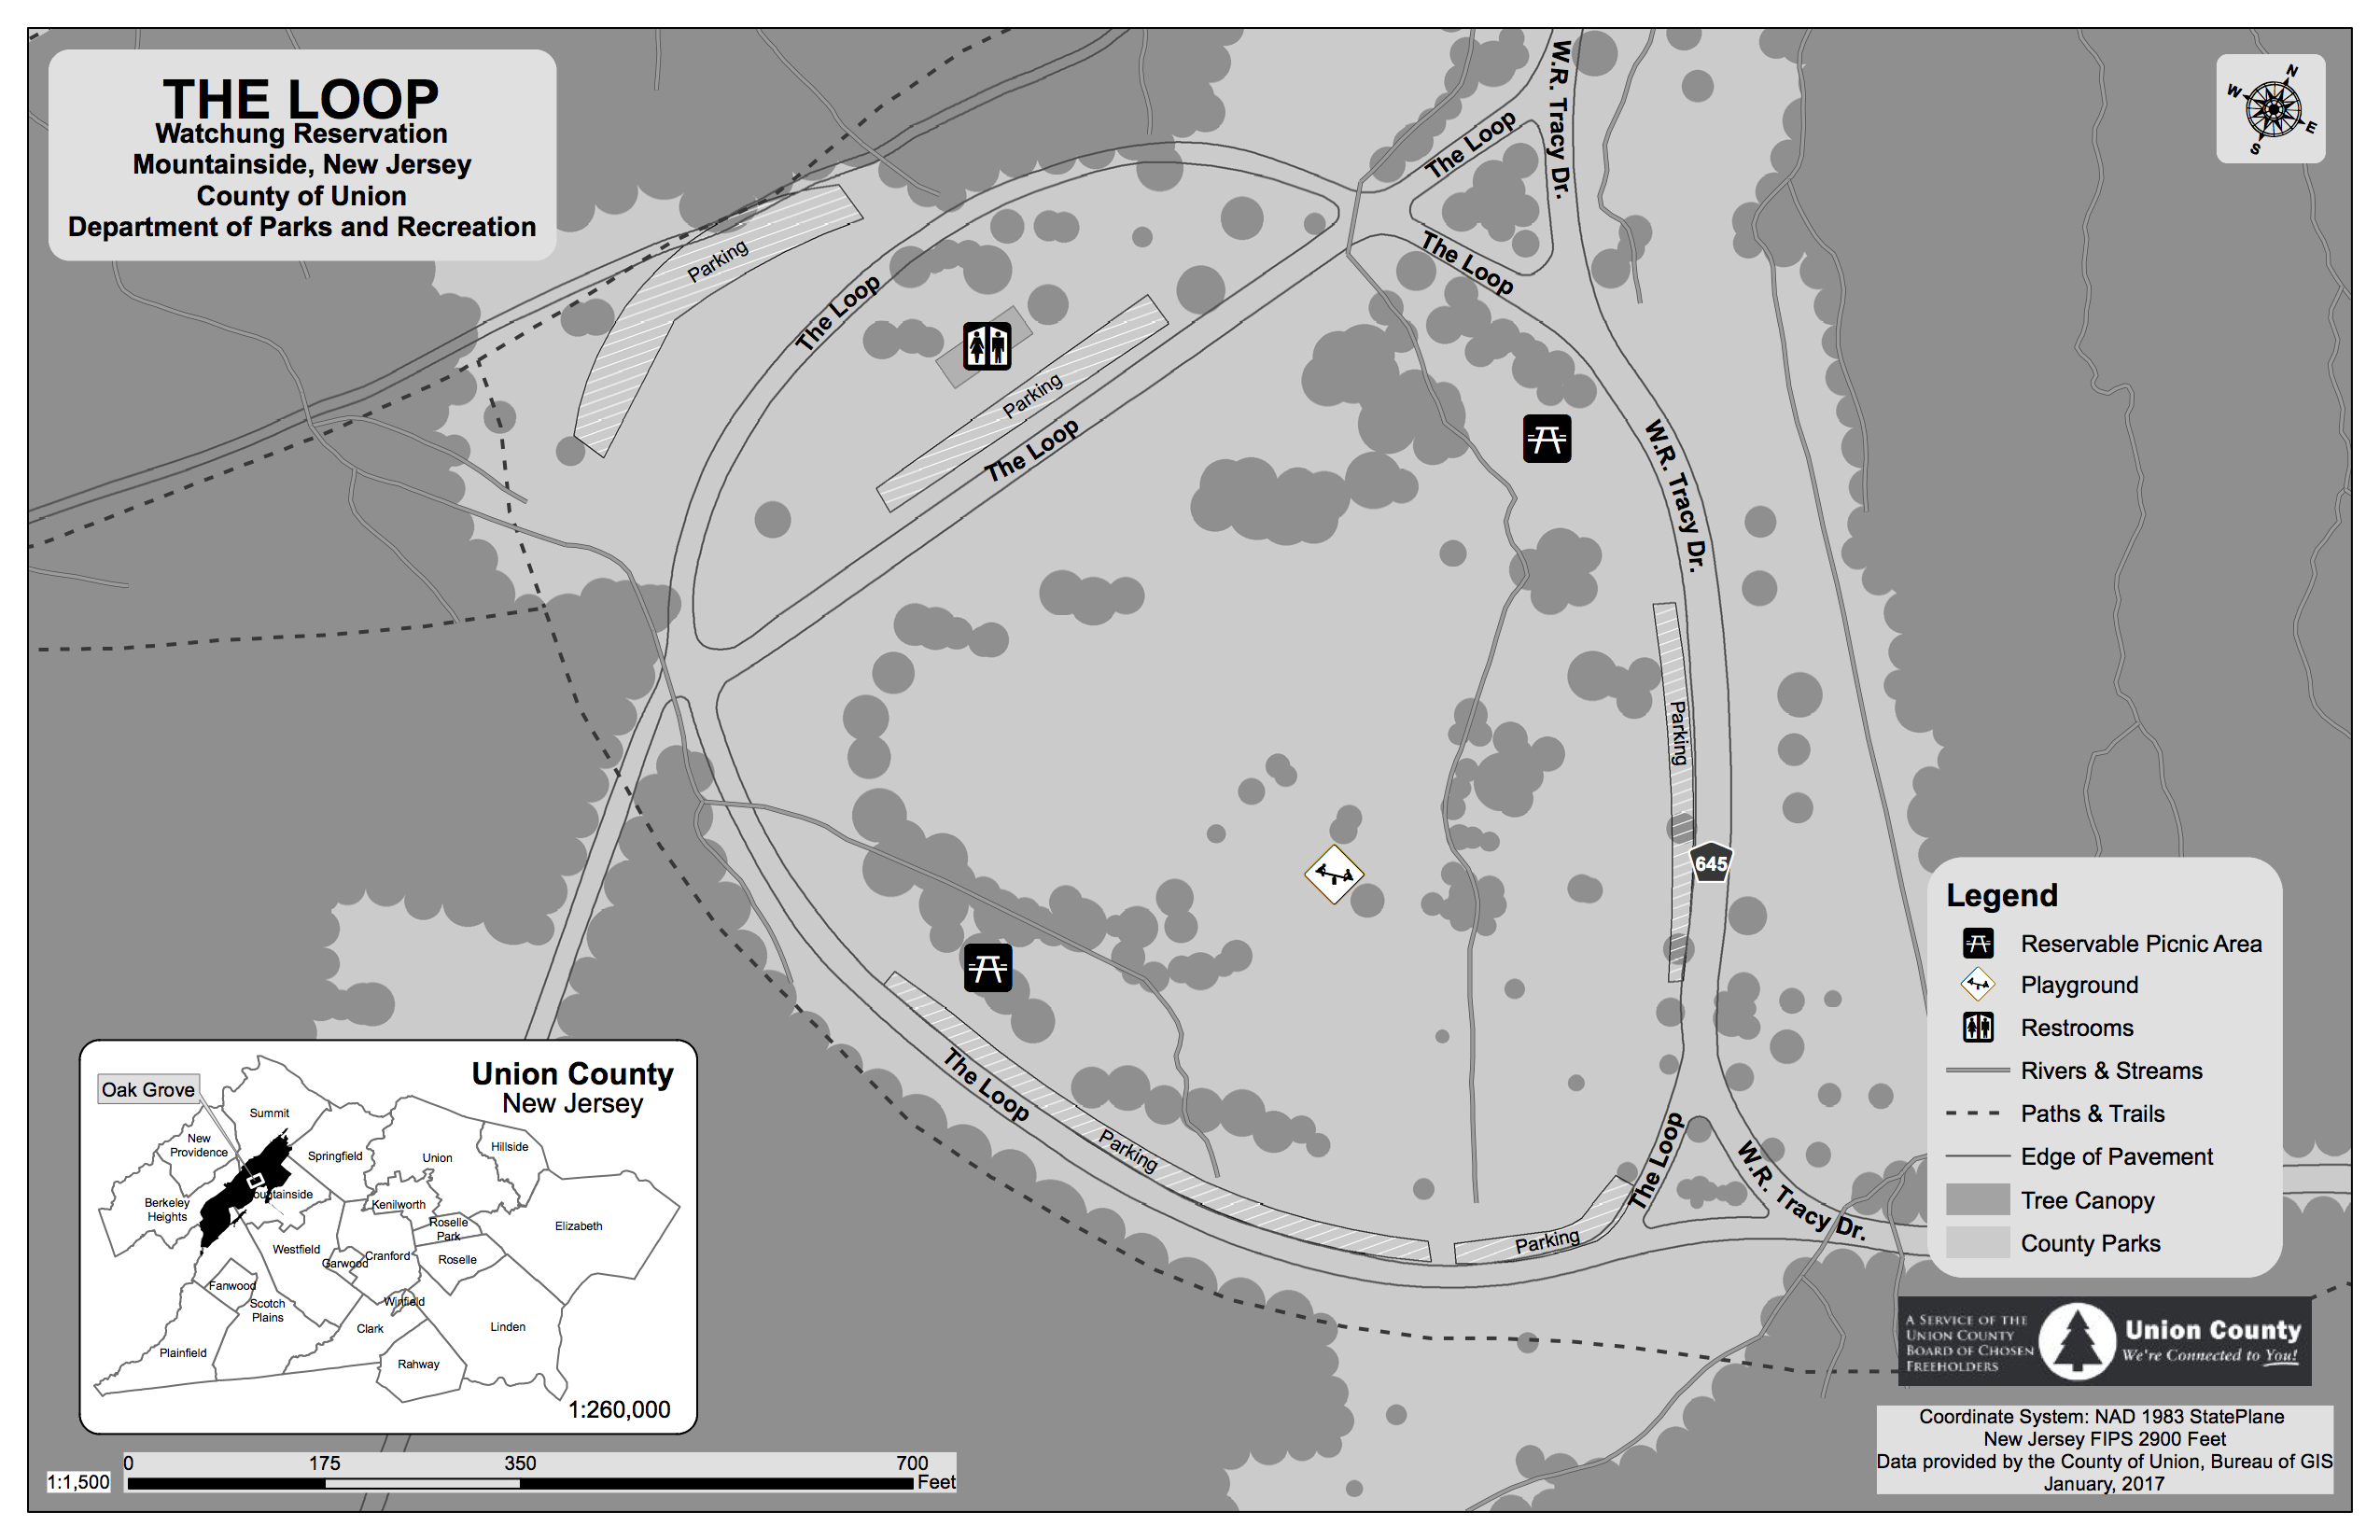 THE LOOP
Watchung Reservation
Mountainside, New Jersey
County of Union
Department of Parks and Recreation
W.R. Tracy Dr.
N
W
E
S
The Loop
The Loop
Parking
The Loop
Parking
The Loop
W.R. Tracy Dr.
Parking
645
The Loop
Parking
Parking
The Loop
W.R. Tracy Dr.
Legend
Reservable Picnic Area
Playground
Restrooms
Rivers & Streams
Paths & Trails
Edge of Pavement
Tree Canopy
County Parks
Union County
New Jersey
Oak Grove
Summit
New
Providence
Springfield
Union
Hillside
Berkeley
Heights
ountainside
Kenilworth
Roselle
Park
Elizabeth
Westfield
Garwood
Cranford
Roselle
Fanwood
Scotch
Plains
Winfield
Clark
Linden
Plainfield
Rahway
1:260,000
0 175 350 700
1:1,500
Feet
A SERVICE OF THE
UNION COUNTY
BOARD OF CHOSEN
FREEHOLDERS
Union County
We're Connected to You!
Coordinate System: NAD 1983 StatePlane
New Jersey FIPS 2900 Feet
Data provided by the County of Union, Bureau of GIS
January, 2017